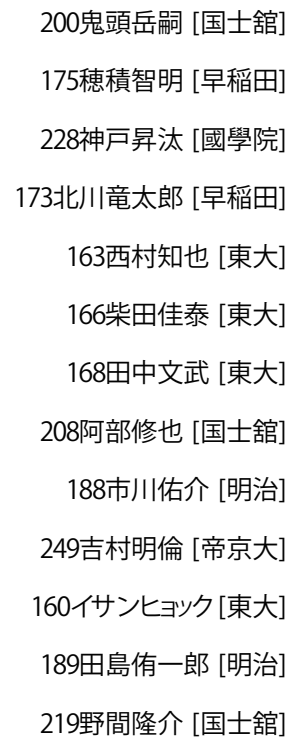 200鬼頭岳嗣 [国士舘]
175穂積智明 [早稲田]
228神戸昇汰 [國學院]
173北川竜太郎 [早稲田]
163西村知也 [東大]
166柴田佳泰 [東大]
168田中文武 [東大]
208阿部修也 [国士舘]
188市川佑介 [明治]
249吉村明倫 [帝京大]
160イサンヒョック [東大]
189田島侑一郎 [明治]
219野間隆介 [国士舘]